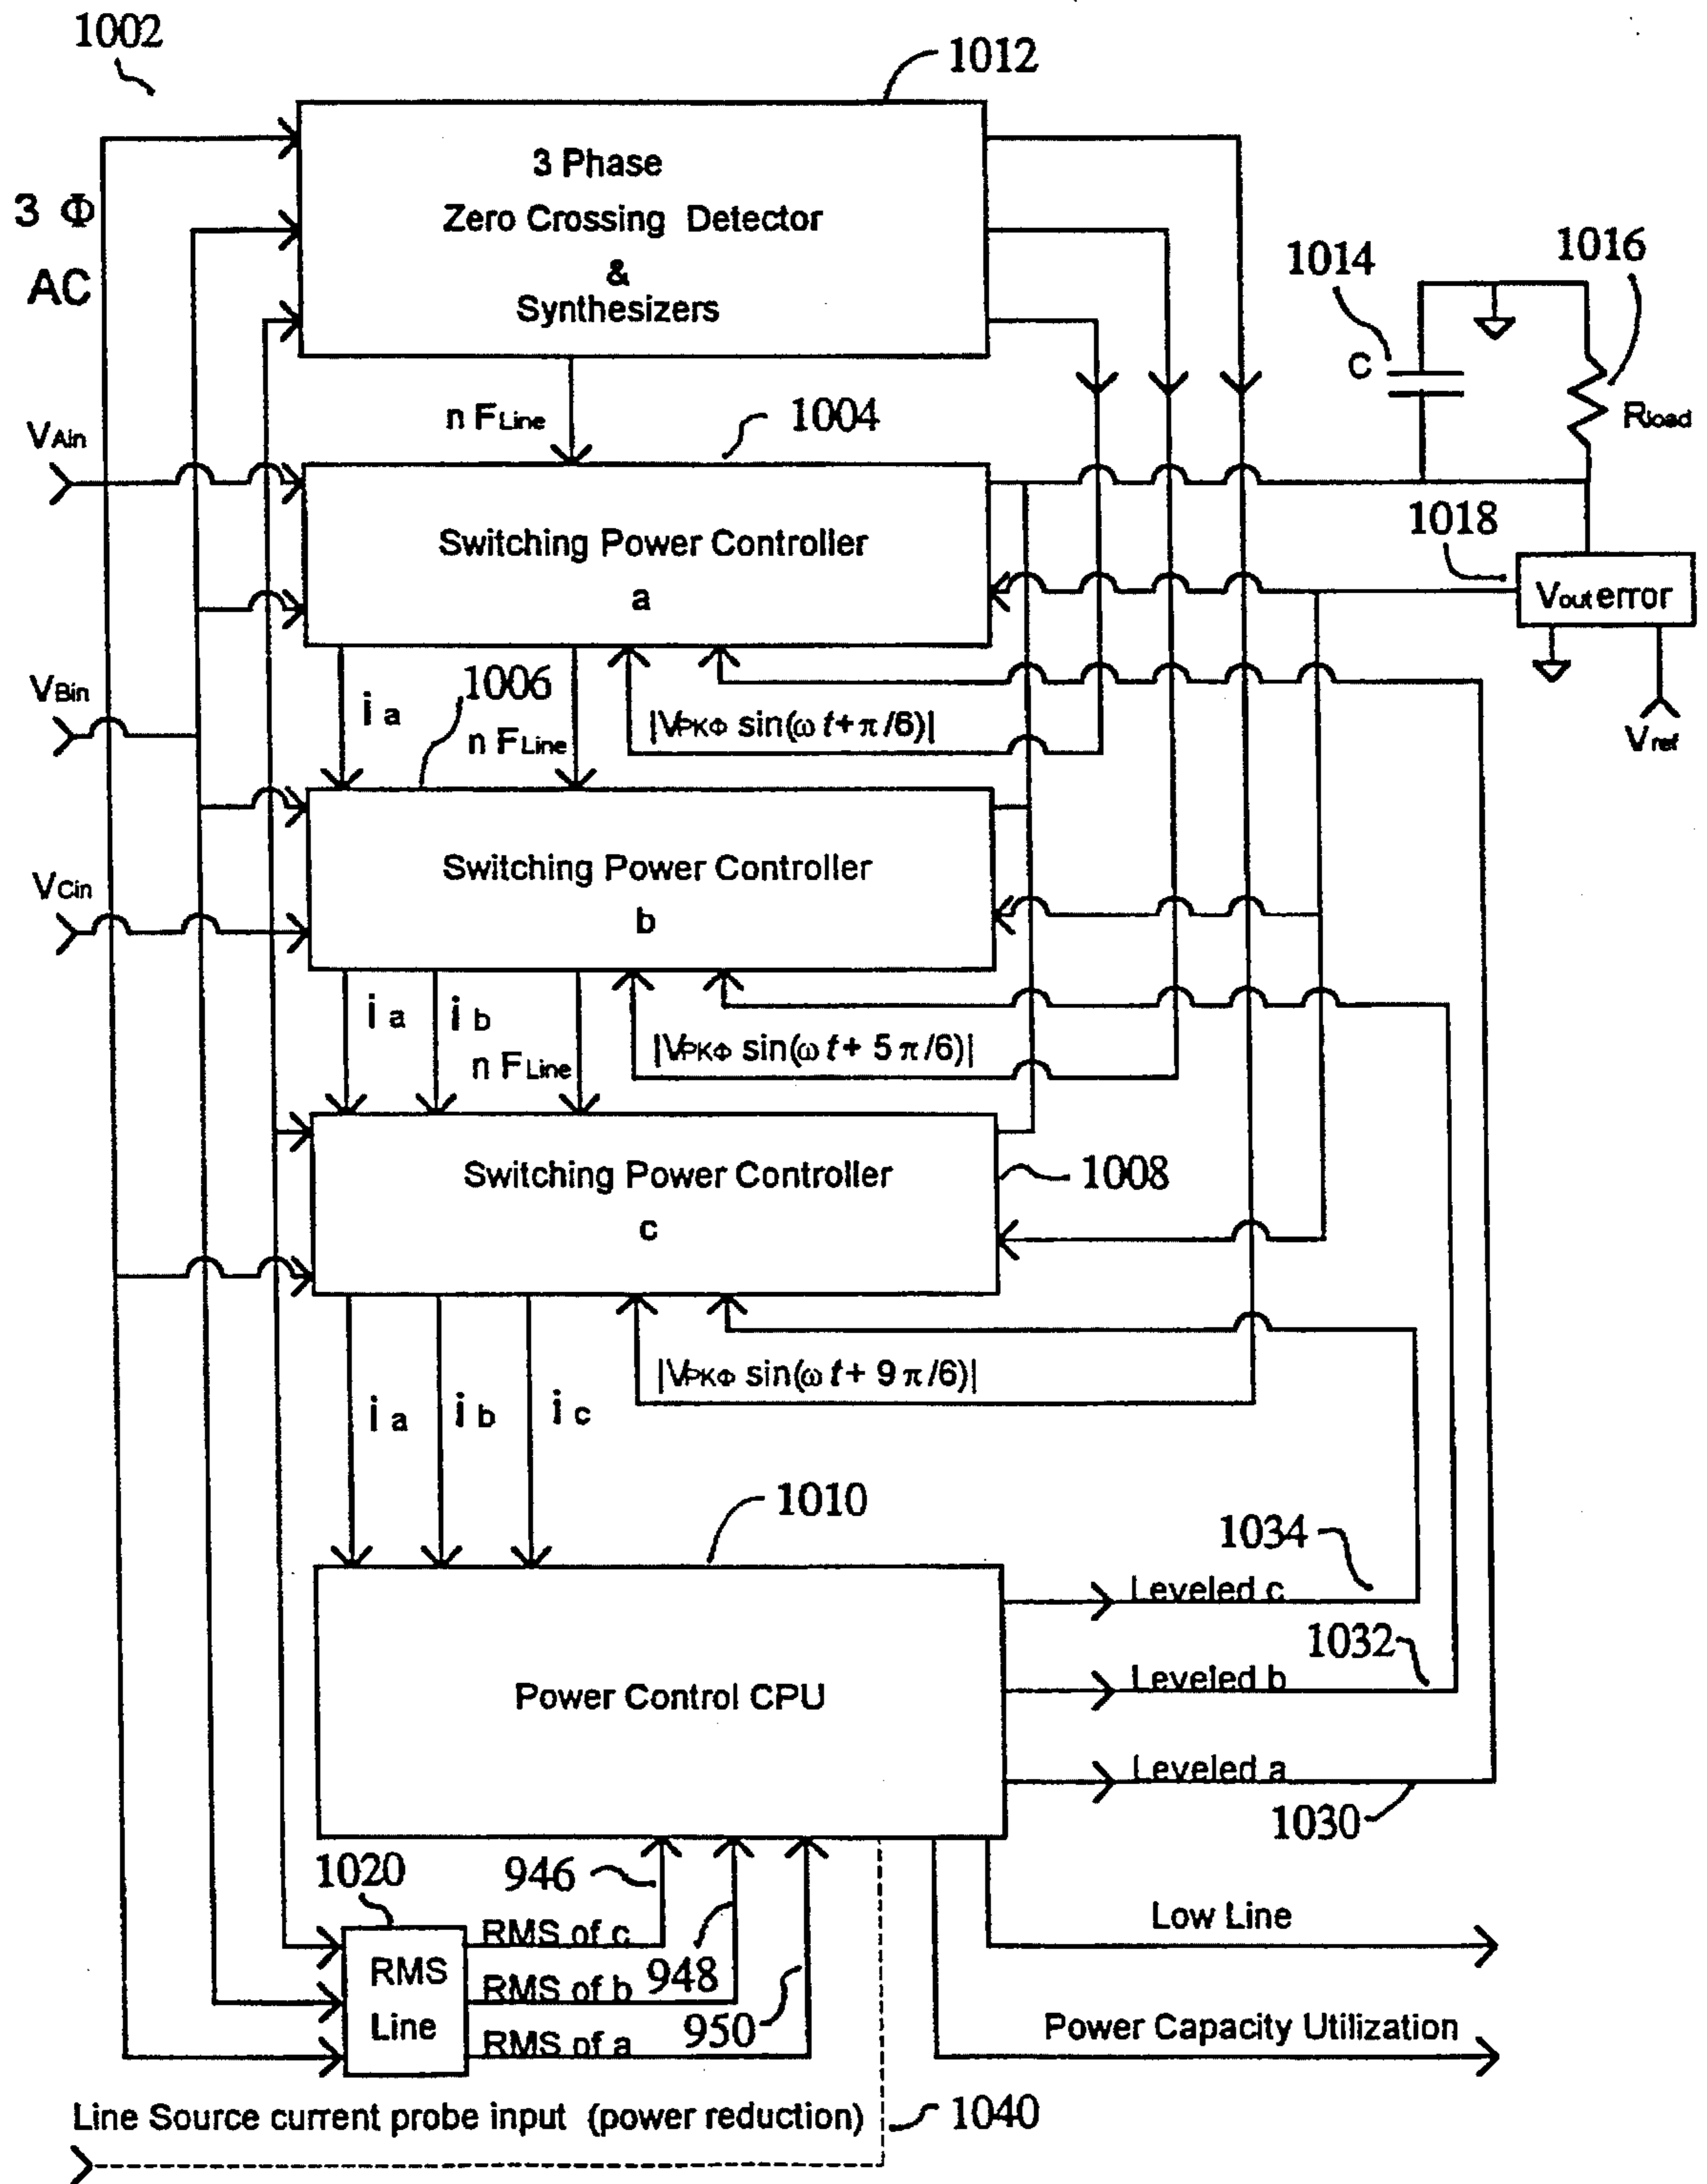 1002
1012
3 Phase
Zero Crossing Detector
&
Synthesizers
3 Φ
AC
1014
1016
C
Rload
n FLine
1004
VAin
Switching Power Controller
a
1018
Vout error
Vref
VBin
i a
1006
n FLine
|VPKΦ sin(ω t+π/6)|
Switching Power Controller
b
VCin
i a
i b
n FLine
|VPKΦ sin(ω t+ 5π/6)|
Switching Power Controller
c
1008
|VPKΦ sin(ω t+ 9π/6)|
i a
i b
i c
1010
Power Control CPU
1034
Leveled c
1032
Leveled b
Leveled a
1030
1020
RMS
Line
946
RMS of c
948
RMS of b
950
RMS of a
Low Line
Power Capacity Utilization
Line Source current probe input (power reduction)
1040